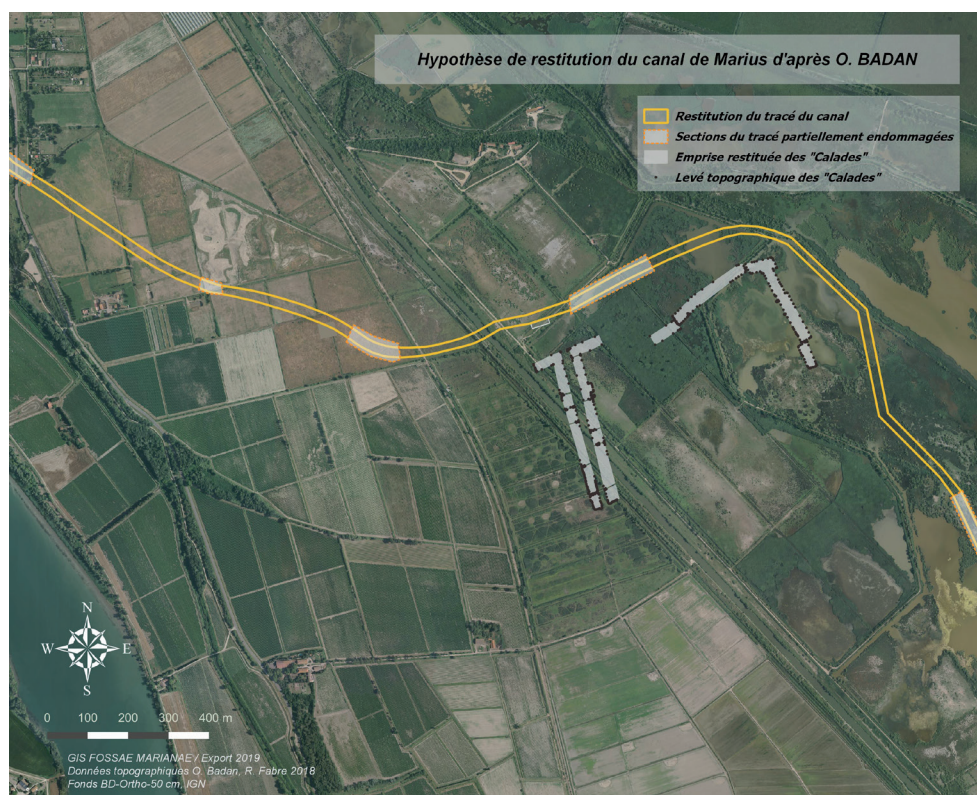 Hypothèse de restitution du canal de Marius d'après O. BADAN
Restitution du tracé du canal
Sections du tracé partiellement endommagées
Emprise restituée des "Calades"
Levé topographique des "Calades"
N
W E
S
0 100 200 300 400 m
GIS FOSSAE MARIANAE / Export 2019
Données topographiques O. Badan, R. Fabre 2018
Fonds BD-Ortho-50 cm, IGN